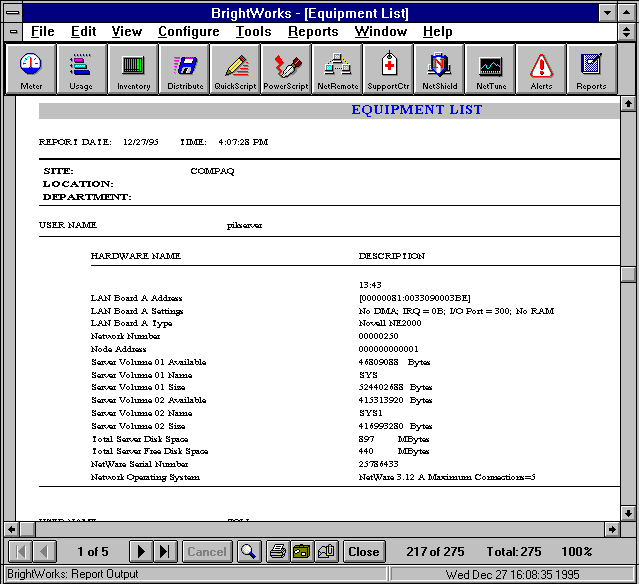 BrightWorks - [Equipment List]
File Edit View Configure Tools Reports Window Help
Meter Usage Inventory Distribute QuickScript PowerScript NetRemote SupportCtr NetShield NetTune Alerts Reports
EQUIPMENT LIST
REPORT DATE: 12/27/95 TIME: 4:07:28 PM
SITE: COMPAQ
LOCATION:
DEPARTMENT:
USER NAME pikserver
HARDWARE NAME DESCRIPTION
13:43
LAN Board A Address [00000081:0033090003BE]
LAN Board A Settings No DMA; IRQ = 0B; I/O Port = 300; No RAM
LAN Board A Type Novell NE2000
Network Number 00000250
Node Address 000000000001
Server Volume 01 Available 46809088 Bytes
Server Volume 01 Name SYS
Server Volume 01 Size 524402688 Bytes
Server Volume 02 Available 415313920 Bytes
Server Volume 02 Name SYS1
Server Volume 02 Size 416993280 Bytes
Total Server Disk Space 897 MBytes
Total Server Free Disk Space 440 MBytes
NetWare Serial Number 25786433
Network Operating System NetWare 3.12 A Maximum Connections=5
USER NAME
1 of 5 Cancel Close 217 of 275 Total:275 100%
BrightWorks: Report Output Wed Dec 27 16:08:35 1995